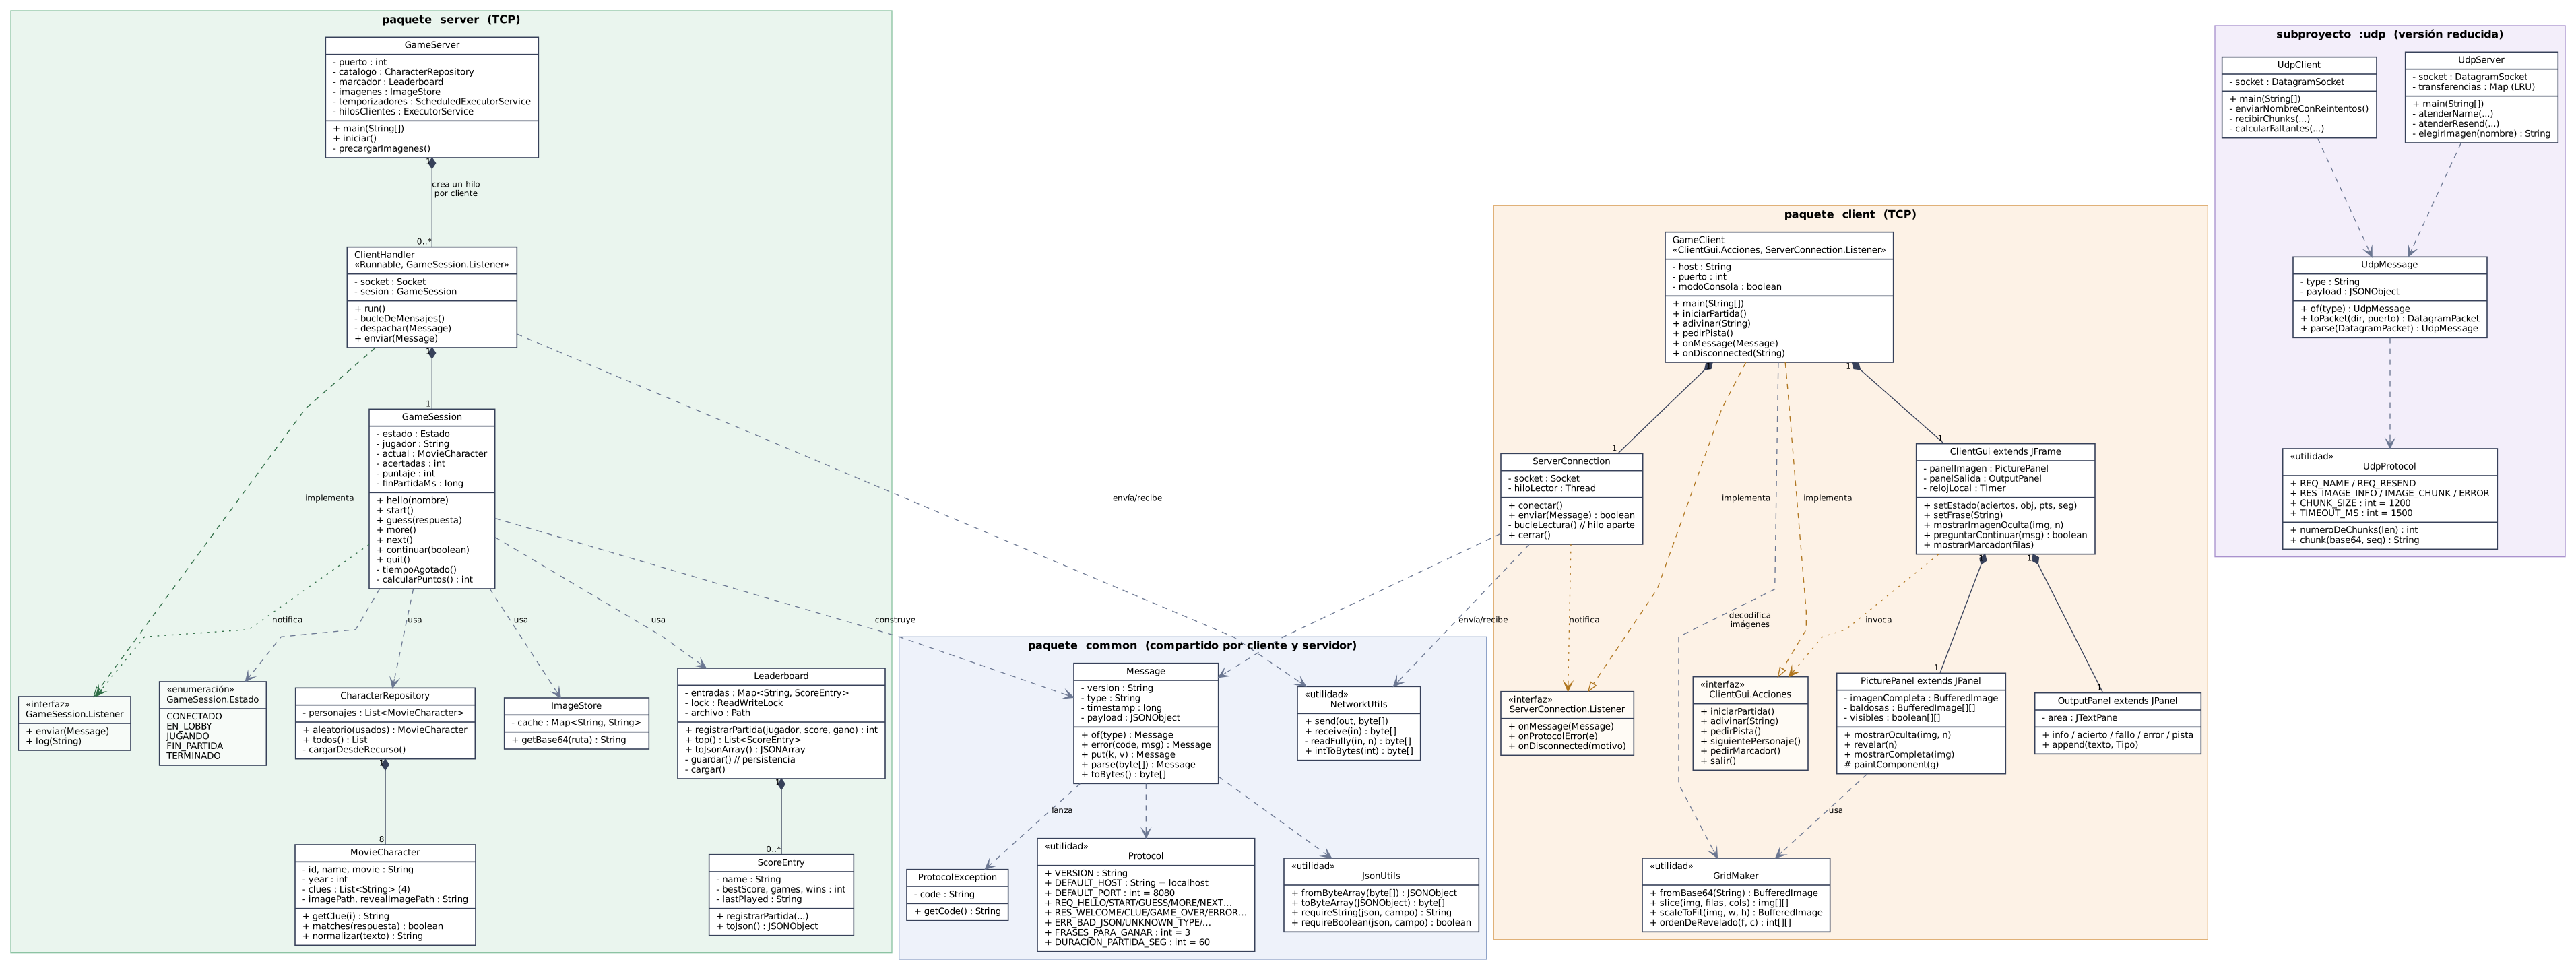 paquete server (TCP)
GameServer
- puerto : int
- catalogo : CharacterRepository
- marcador : Leaderboard
- imagenes : ImageStore
- temporizadores : ScheduledExecutorService
- hilosClientes : ExecutorService
+ main(String[])
+ iniciar()
- precargarImagenes()
1
crea un hilo
por cliente
0..*
ClientHandler
«Runnable, GameSession.Listener»
- socket : Socket
- sesion : GameSession
+ run()
- bucleDeMensajes()
- despachar(Message)
+ enviar(Message)
1
1
GameSession
- estado : Estado
- jugador : String
- actual : MovieCharacter
- acertadas : int
- puntaje : int
- finPartidaMs : long
+ hello(nombre)
+ start()
+ guess(respuesta)
+ more()
+ next()
+ continuar(boolean)
+ quit()
- tiempoAgotado()
- calcularPuntos() : int
implementa
notifica
usa
usa
usa
construye
envía/recibe
«interfaz»
GameSession.Listener
+ enviar(Message)
+ log(String)
«enumeración»
GameSession.Estado
CONECTADO
EN_LOBBY
JUGANDO
FIN_PARTIDA
TERMINADO
CharacterRepository
- personajes : List<MovieCharacter>
+ aleatorio(usados) : MovieCharacter
+ todos() : List
- cargarDesdeRecurso()
1
8
MovieCharacter
- id, name, movie : String
- year : int
- clues : List<String> (4)
- imagePath, revealImagePath : String
+ getClue(i) : String
+ matches(respuesta) : boolean
+ normalizar(texto) : String
ImageStore
- cache : Map<String, String>
+ getBase64(ruta) : String
Leaderboard
- entradas : Map<String, ScoreEntry>
- lock : ReadWriteLock
- archivo : Path
+ registrarPartida(jugador, score, gano) : int
+ top() : List<ScoreEntry>
+ toJsonArray() : JSONArray
- guardar() // persistencia
- cargar()
1
0..*
ScoreEntry
- name : String
- bestScore, games, wins : int
- lastPlayed : String
+ registrarPartida(...)
+ toJson() : JSONObject
paquete common (compartido por cliente y servidor)
Message
- version : String
- type : String
- timestamp : long
- payload : JSONObject
+ of(type) : Message
+ error(code, msg) : Message
+ put(k, v) : Message
+ parse(byte[]) : Message
+ toBytes() : byte[]
«utilidad»
NetworkUtils
+ send(out, byte[])
+ receive(in) : byte[]
- readFully(in, n) : byte[]
+ intToBytes(int) : byte[]
lanza
ProtocolException
- code : String
+ getCode() : String
«utilidad»
Protocol
+ VERSION : String
+ DEFAULT_HOST : String = localhost
+ DEFAULT_PORT : int = 8080
+ REQ_HELLO/START/GUESS/MORE/NEXT...
+ RES_WELCOME/CLUE/GAME_OVER/ERROR...
+ ERR_BAD_JSON/UNKNOWN_TYPE/...
+ FRASES_PARA_GANAR : int = 3
+ DURACION_PARTIDA_SEG : int = 60
«utilidad»
JsonUtils
+ fromByteArray(byte[]) : JSONObject
+ toByteArray(JSONObject) : byte[]
+ requireString(json, campo) : String
+ requireBoolean(json, campo) : boolean
paquete client (TCP)
GameClient
«ClientGui.Acciones, ServerConnection.Listener»
- host : String
- puerto : int
- modoConsola : boolean
+ main(String[])
+ iniciarPartida()
+ adivinar(String)
+ pedirPista()
+ onMessage(Message)
+ onDisconnected(String)
1
1
1
1
ServerConnection
- socket : Socket
- hiloLector : Thread
+ conectar()
+ enviar(Message) : boolean
- bucleLectura() // hilo aparte
+ cerrar()
ClientGui extends JFrame
- panelImagen : PicturePanel
- panelSalida : OutputPanel
- relojLocal : Timer
+ setEstado(aciertos, obj, pts, seg)
+ setFrase(String)
+ mostrarImagenOculta(img, n)
+ preguntarContinuar(msg) : boolean
+ mostrarMarcador(filas)
implementa
implementa
envía/recibe
notifica
decodifica
imágenes
invoca
1
1
1
1
«interfaz»
ServerConnection.Listener
+ onMessage(Message)
+ onProtocolError(e)
+ onDisconnected(motivo)
«interfaz»
ClientGui.Acciones
+ iniciarPartida()
+ adivinar(String)
+ pedirPista()
+ siguientePersonaje()
+ pedirMarcador()
+ salir()
PicturePanel extends JPanel
- imagenCompleta : BufferedImage
- baldosas : BufferedImage[][]
- visibles : boolean[][]
+ mostrarOculta(img, n)
+ revelar(n)
+ mostrarCompleta(img)
# paintComponent(g)
OutputPanel extends JPanel
- area : JTextPane
+ info / acierto / fallo / error / pista
+ append(texto, Tipo)
usa
«utilidad»
GridMaker
+ fromBase64(String) : BufferedImage
+ slice(img, filas, cols) : img[][]
+ scaleToFit(img, w, h) : BufferedImage
+ ordenDeRevelado(f, c) : int[][]
subproyecto :udp (versión reducida)
UdpClient
- socket : DatagramSocket
+ main(String[])
- enviarNombreConReintentos()
- recibirChunks(...)
- calcularFaltantes(...)
UdpServer
- socket : DatagramSocket
- transferencias : Map (LRU)
+ main(String[])
- atenderName(...)
- atenderResend(...)
- elegirImagen(nombre) : String
UdpMessage
- type : String
- payload : JSONObject
+ of(type) : UdpMessage
+ toPacket(dir, puerto) : DatagramPacket
+ parse(DatagramPacket) : UdpMessage
«utilidad»
UdpProtocol
+ REQ_NAME / REQ_RESEND
+ RES_IMAGE_INFO / IMAGE_CHUNK / ERROR
+ CHUNK_SIZE : int = 1200
+ TIMEOUT_MS : int = 1500
+ numeroDeChunks(len) : int
+ chunk(base64, seq) : String